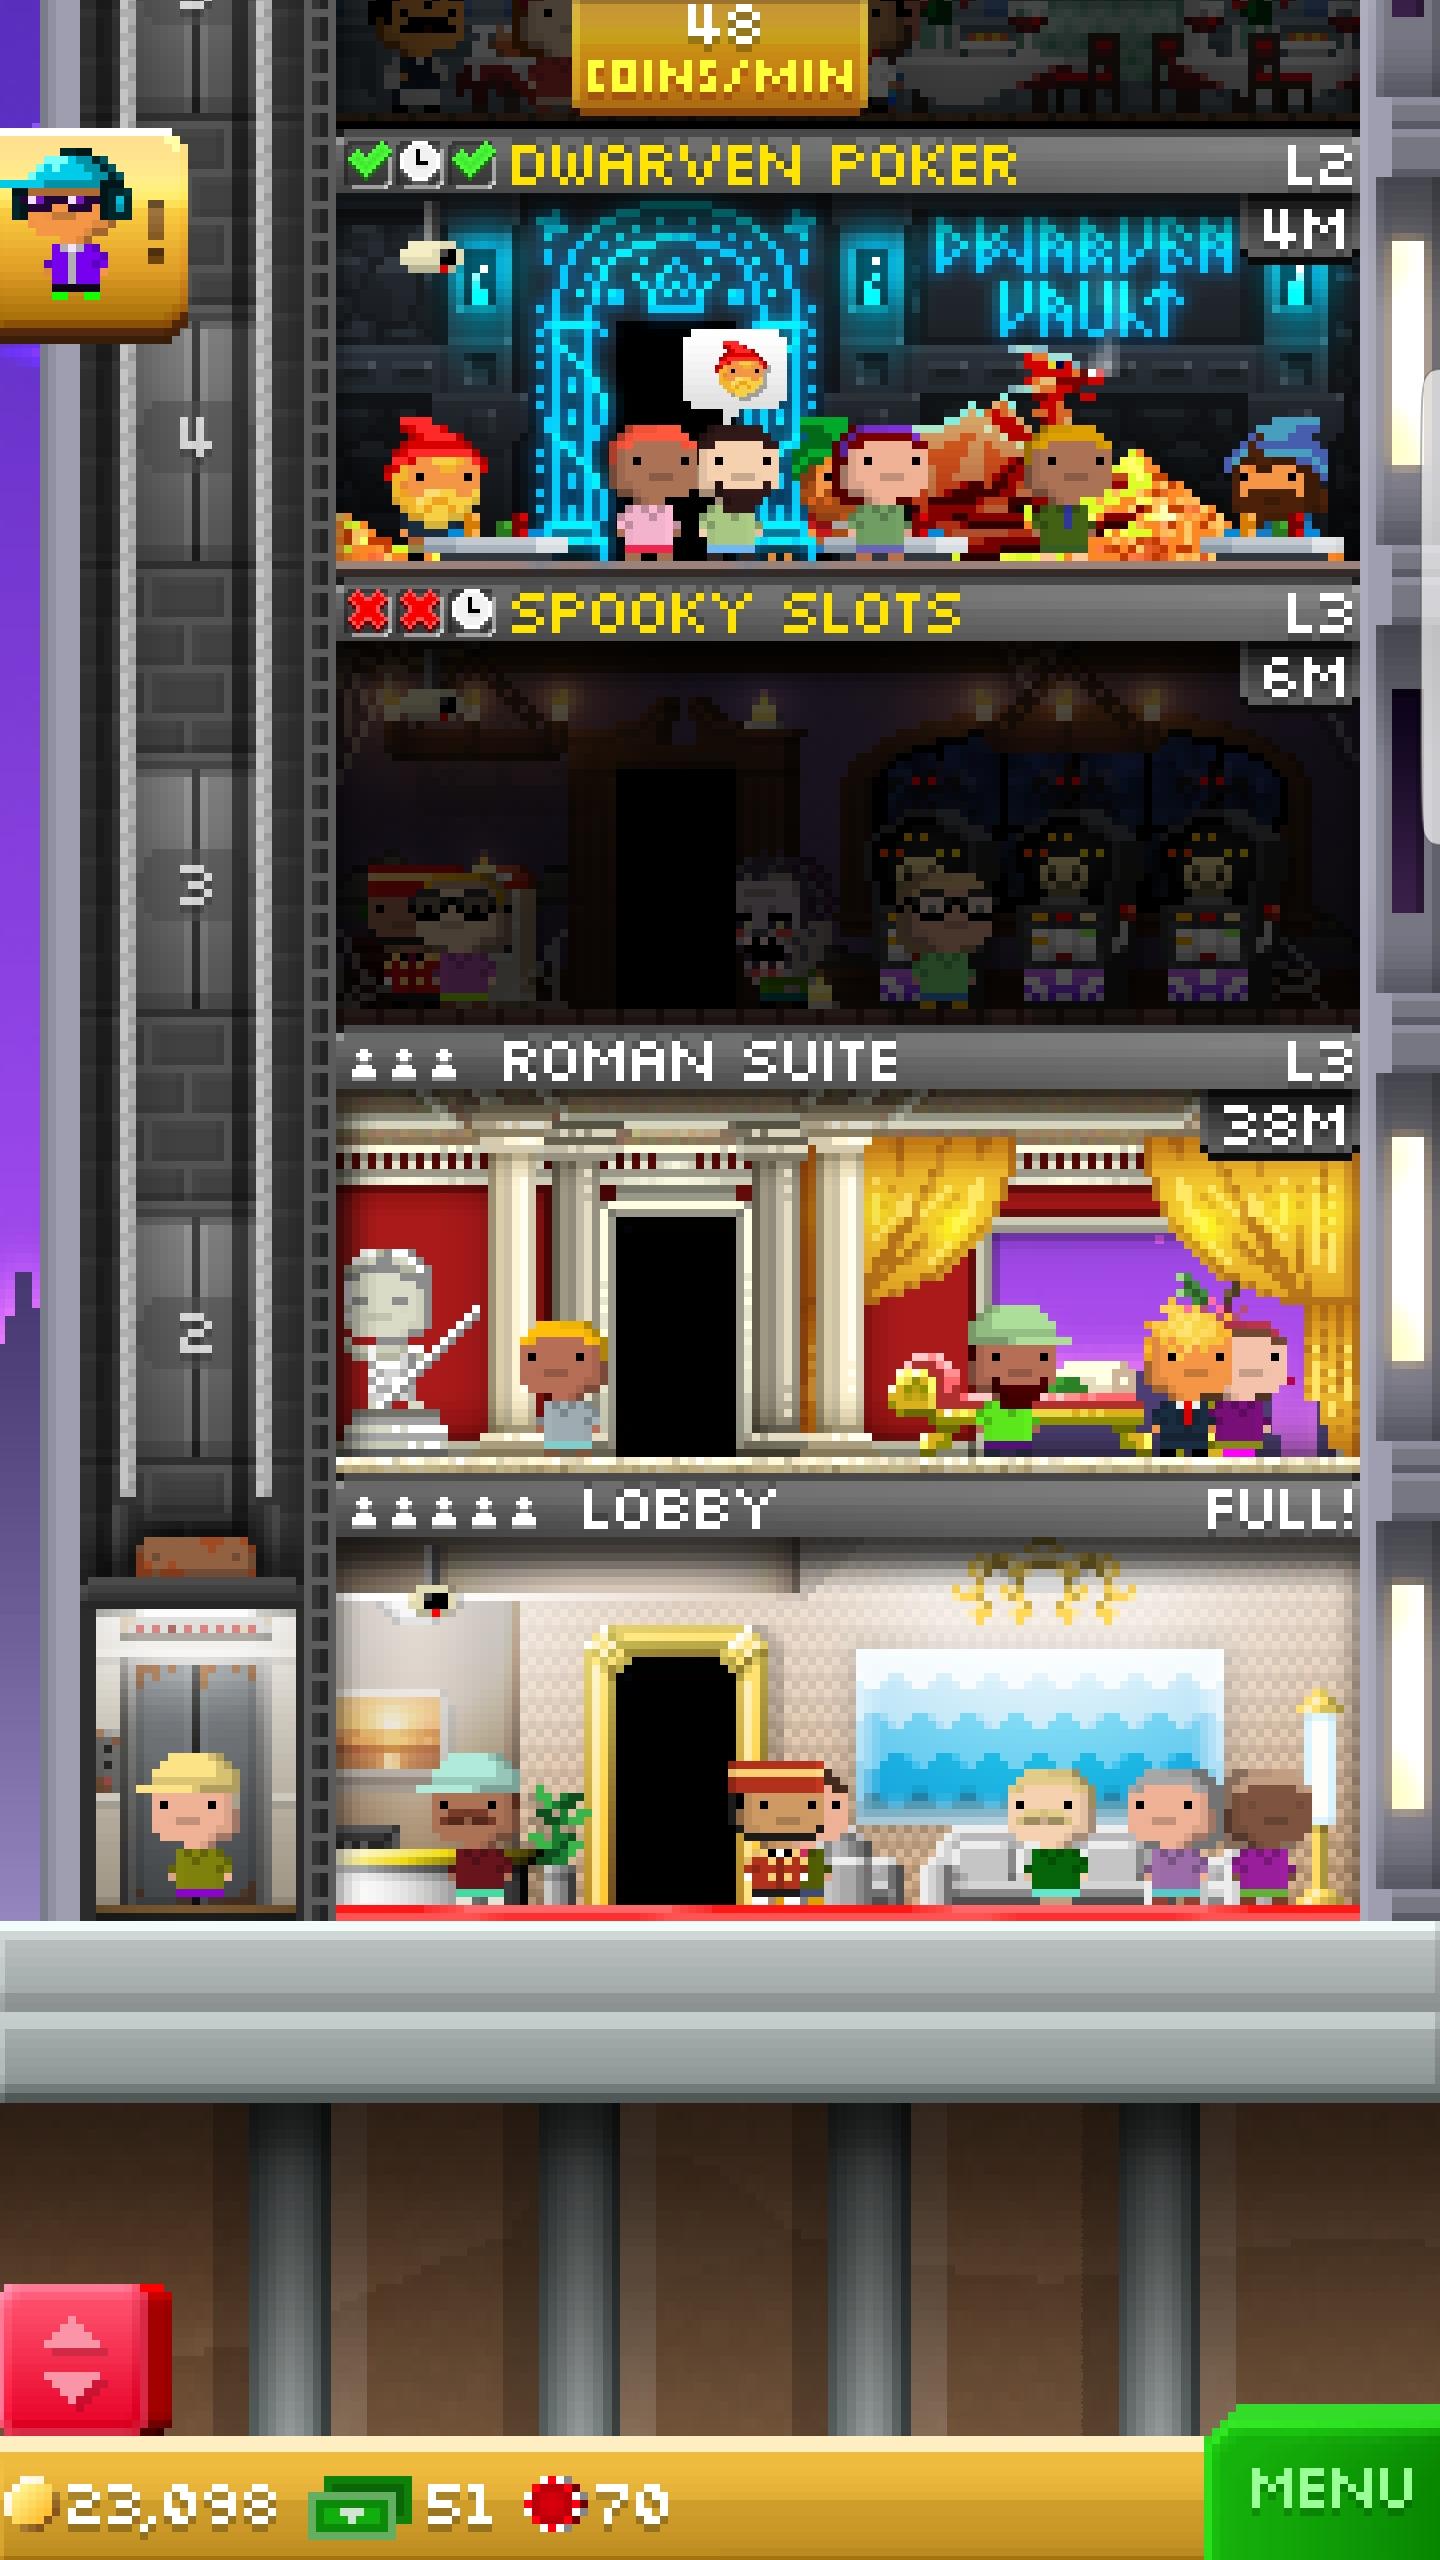 48
COINS/MIN
DWARVEN POKER L2
4M
DWARVEN
VAULT
4
SPOOKY SLOTS L3
6M
3
ROMAN SUITE L3
38M
2
LOBBY FULL!
23,098 51 70
MENU